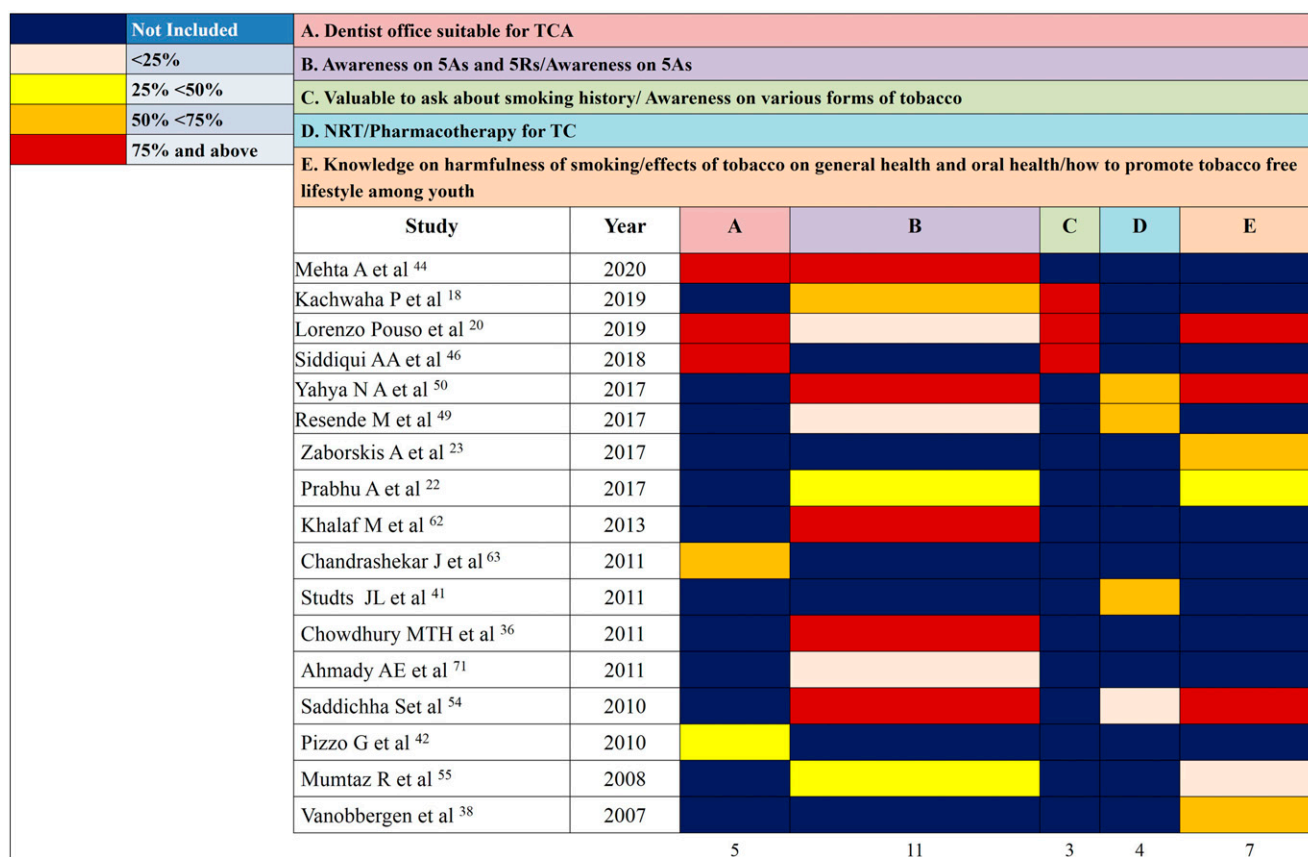 Not Included
<25%
25% <50%
50% <75%
75% and above
A. Dentist office suitable for TCA
B. Awareness on 5As and 5Rs/Awareness on 5As
C. Valuable to ask about smoking history/ Awareness on various forms of tobacco
D. NRT/Pharmacotherapy for TC
E. Knowledge on harmfulness of smoking/effects of tobacco on general health and oral health/how to promote tobacco free
lifestyle among youth
Study Year A B C D E
Mehta A et al 44 2020
Kachwaha P et al 18 2019
Lorenzo Pouso et al 20 2019
Siddiqui AA et al 46 2018
Yahya N A et al 50 2017
Resende M et al 49 2017
Zaborskis A et al 23 2017
Prabhu A et al 22 2017
Khalaf M et al 62 2013
Chandrashekar J et al 63 2011
Studts JL et al 41 2011
Chowdhury MTH et al 36 2011
Ahmady AE et al 71 2011
Saddichha Set al 54 2010
Pizzo G et al 42 2010
Mumtaz R et al 55 2008
Vanobbergen et al 38 2007
5 11 3 4 7